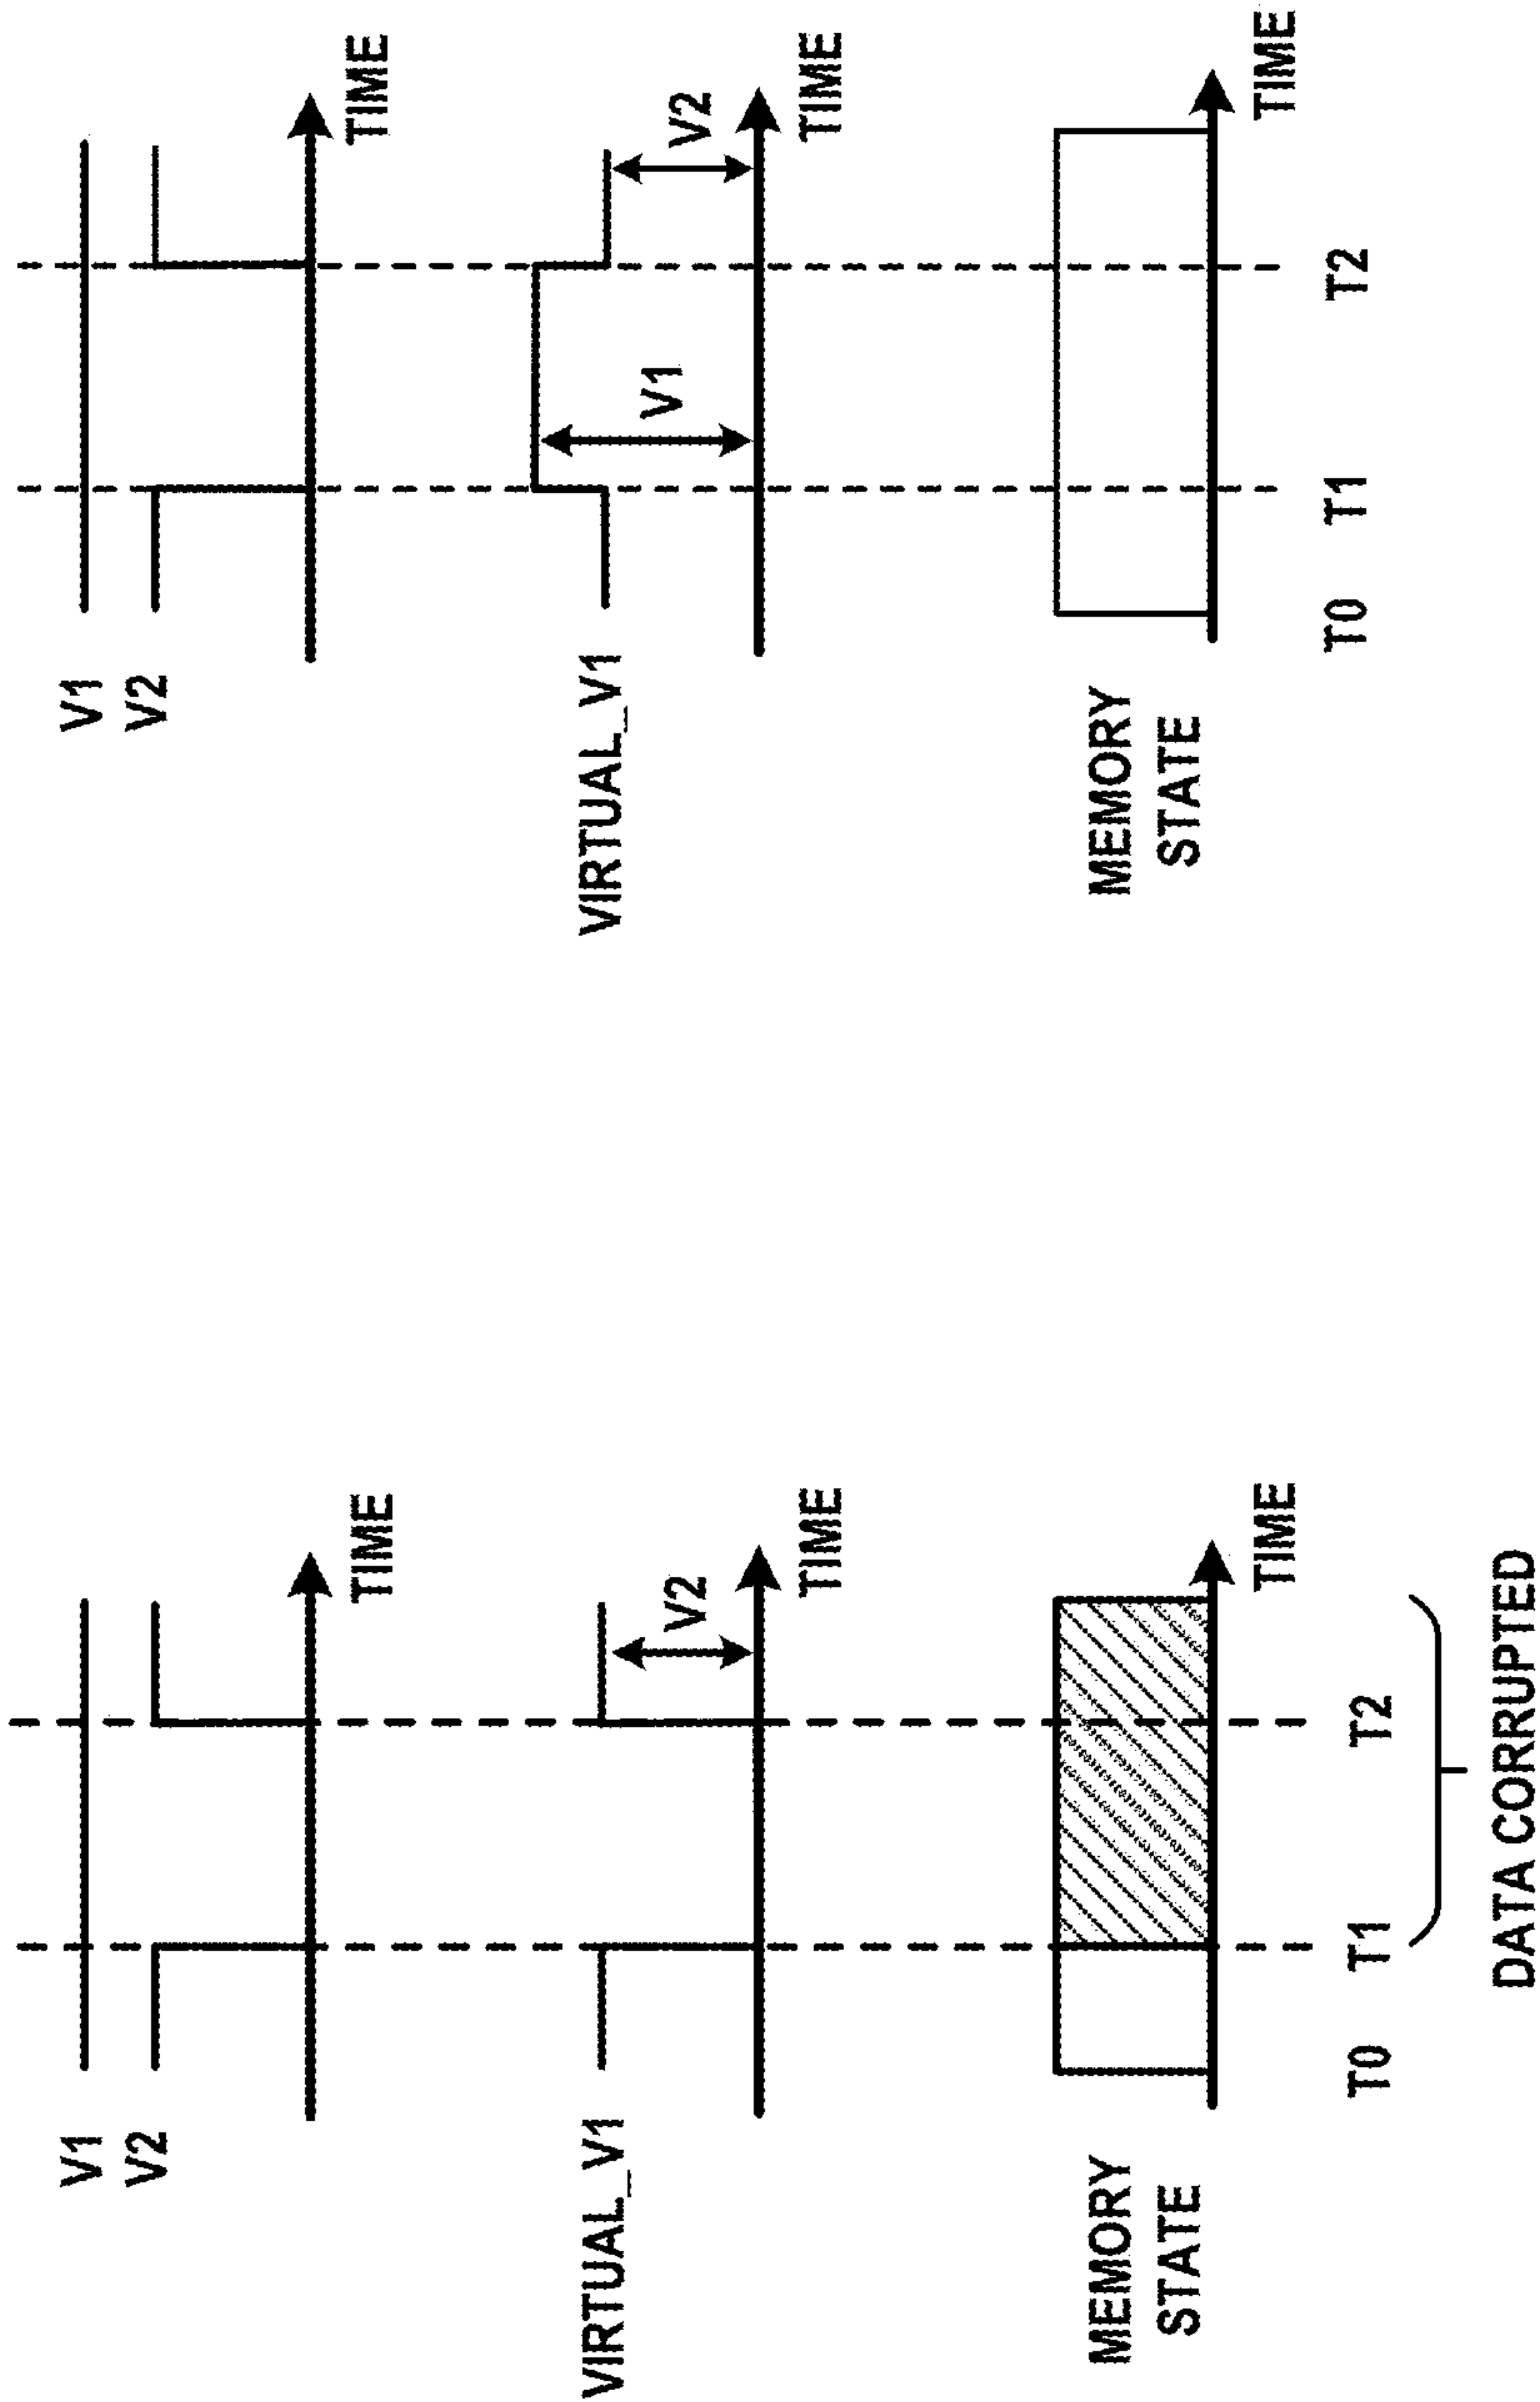 V1
V2
TIME
VIRTUAL_V1
V2
TIME
MEMORY
STATE
TIME
T0
T1
T2
DATA CORRUPTED
V1
V2
TIME
VIRTUAL_V1
V1
V2
TIME
MEMORY
STATE
TIME
T0
T1
T2